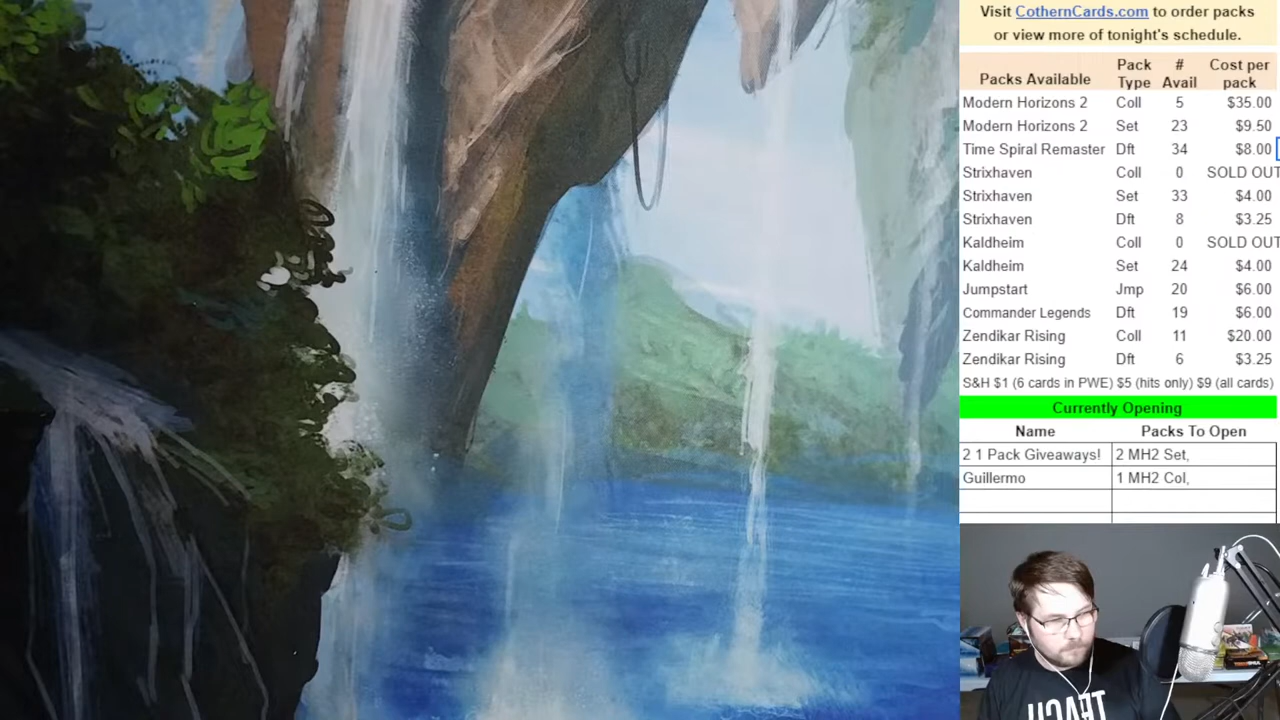 Visit CothernCards.com to order packs
or view more of tonight's schedule.
Packs Available Pack Type # Avail Cost per pack
Modern Horizons 2 Coll 5 $35.00
Modern Horizons 2 Set 23 $9.50
Time Spiral Remaster Dft 34 $8.00
Strixhaven Coll 0 SOLD OUT
Strixhaven Set 33 $4.00
Strixhaven Dft 8 $3.25
Kaldheim Coll 0 SOLD OUT
Kaldheim Set 24 $4.00
Jumpstart Jmp 20 $6.00
Commander Legends Dft 19 $6.00
Zendikar Rising Coll 11 $20.00
Zendikar Rising Dft 6 $3.25
S&H $1 (6 cards in PWE) $5 (hits only) $9 (all cards)
Currently Opening
Name Packs To Open
2 1 Pack Giveaways! 2 MH2 Set,
Guillermo 1 MH2 Col,